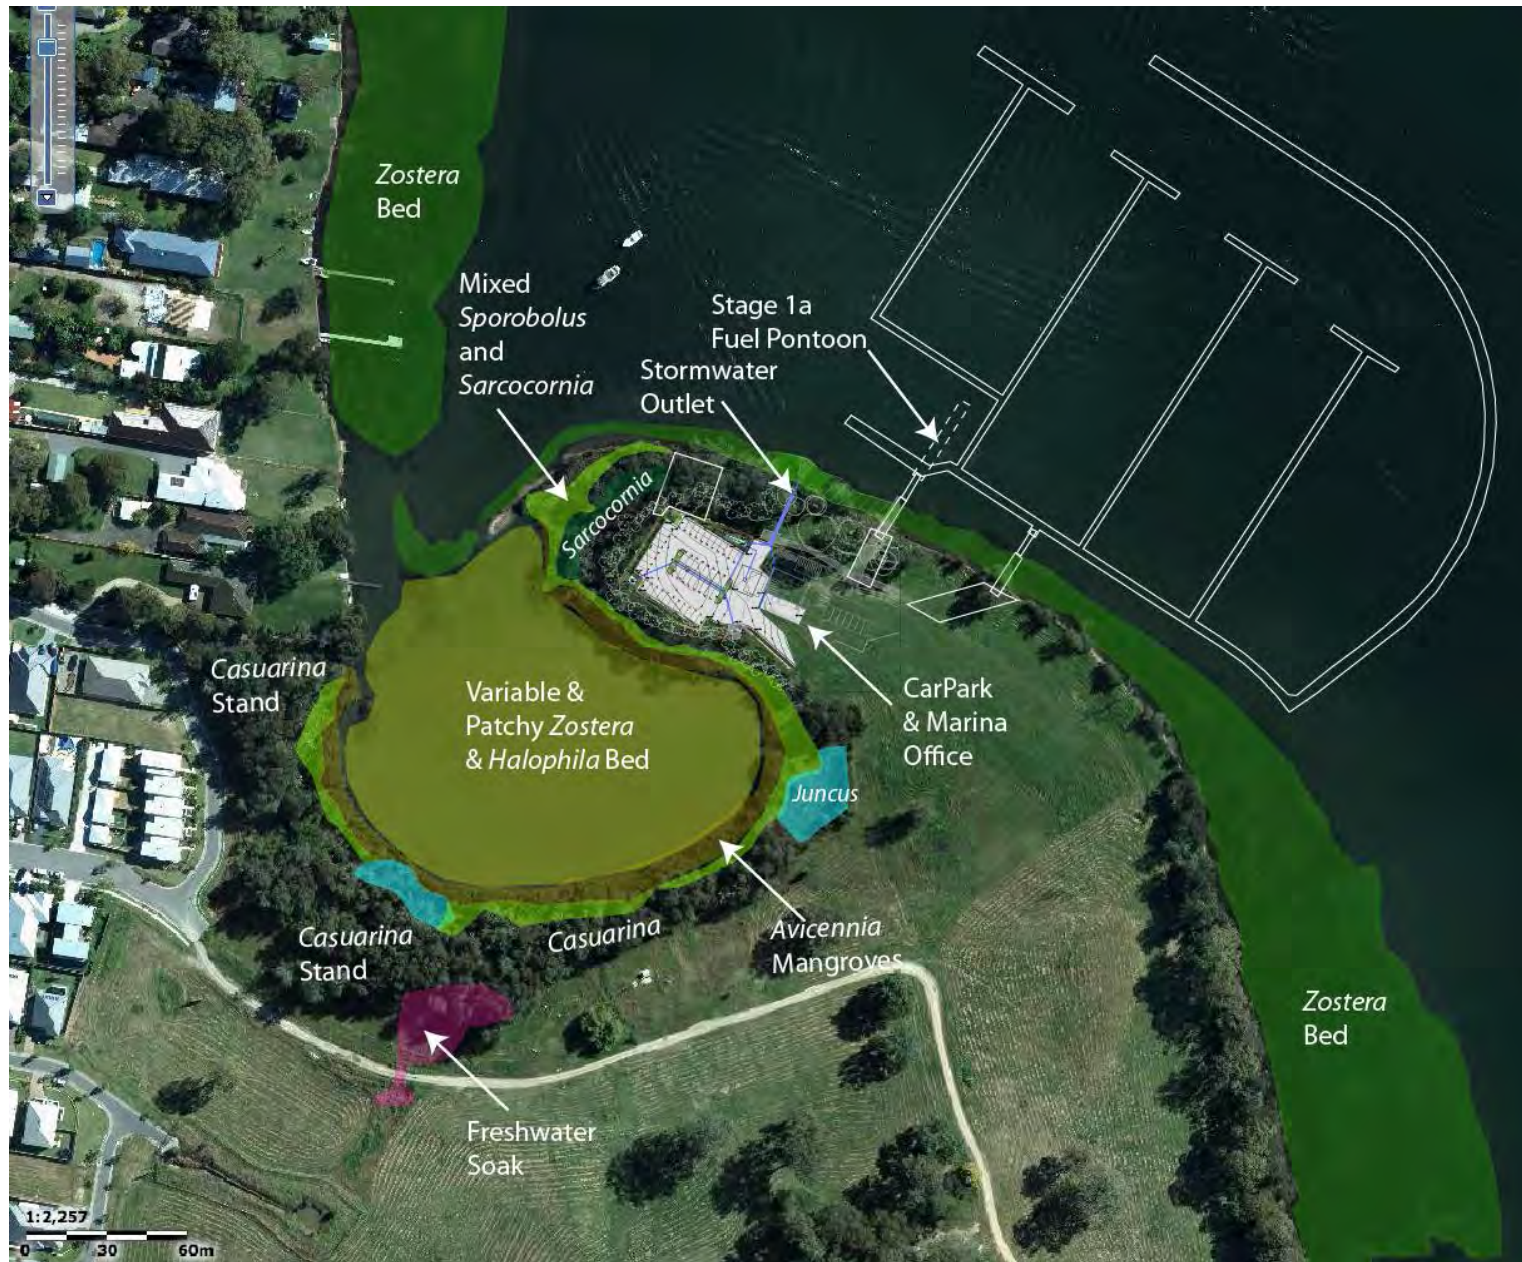 Zostera
Bed
Mixed
Sporobolus
and
Sarcocornia
Stage 1a
Fuel Pontoon
Stormwater
Outlet
Sarcocornia
Casuarina
Stand
Variable &
Patchy Zostera
& Halophila Bed
CarPark
& Marina
Office
Juncus
Casuarina
Stand
Casuarina
Avicennia
Mangroves
Zostera
Bed
Freshwater
Soak
1:2,257
0 30 60m